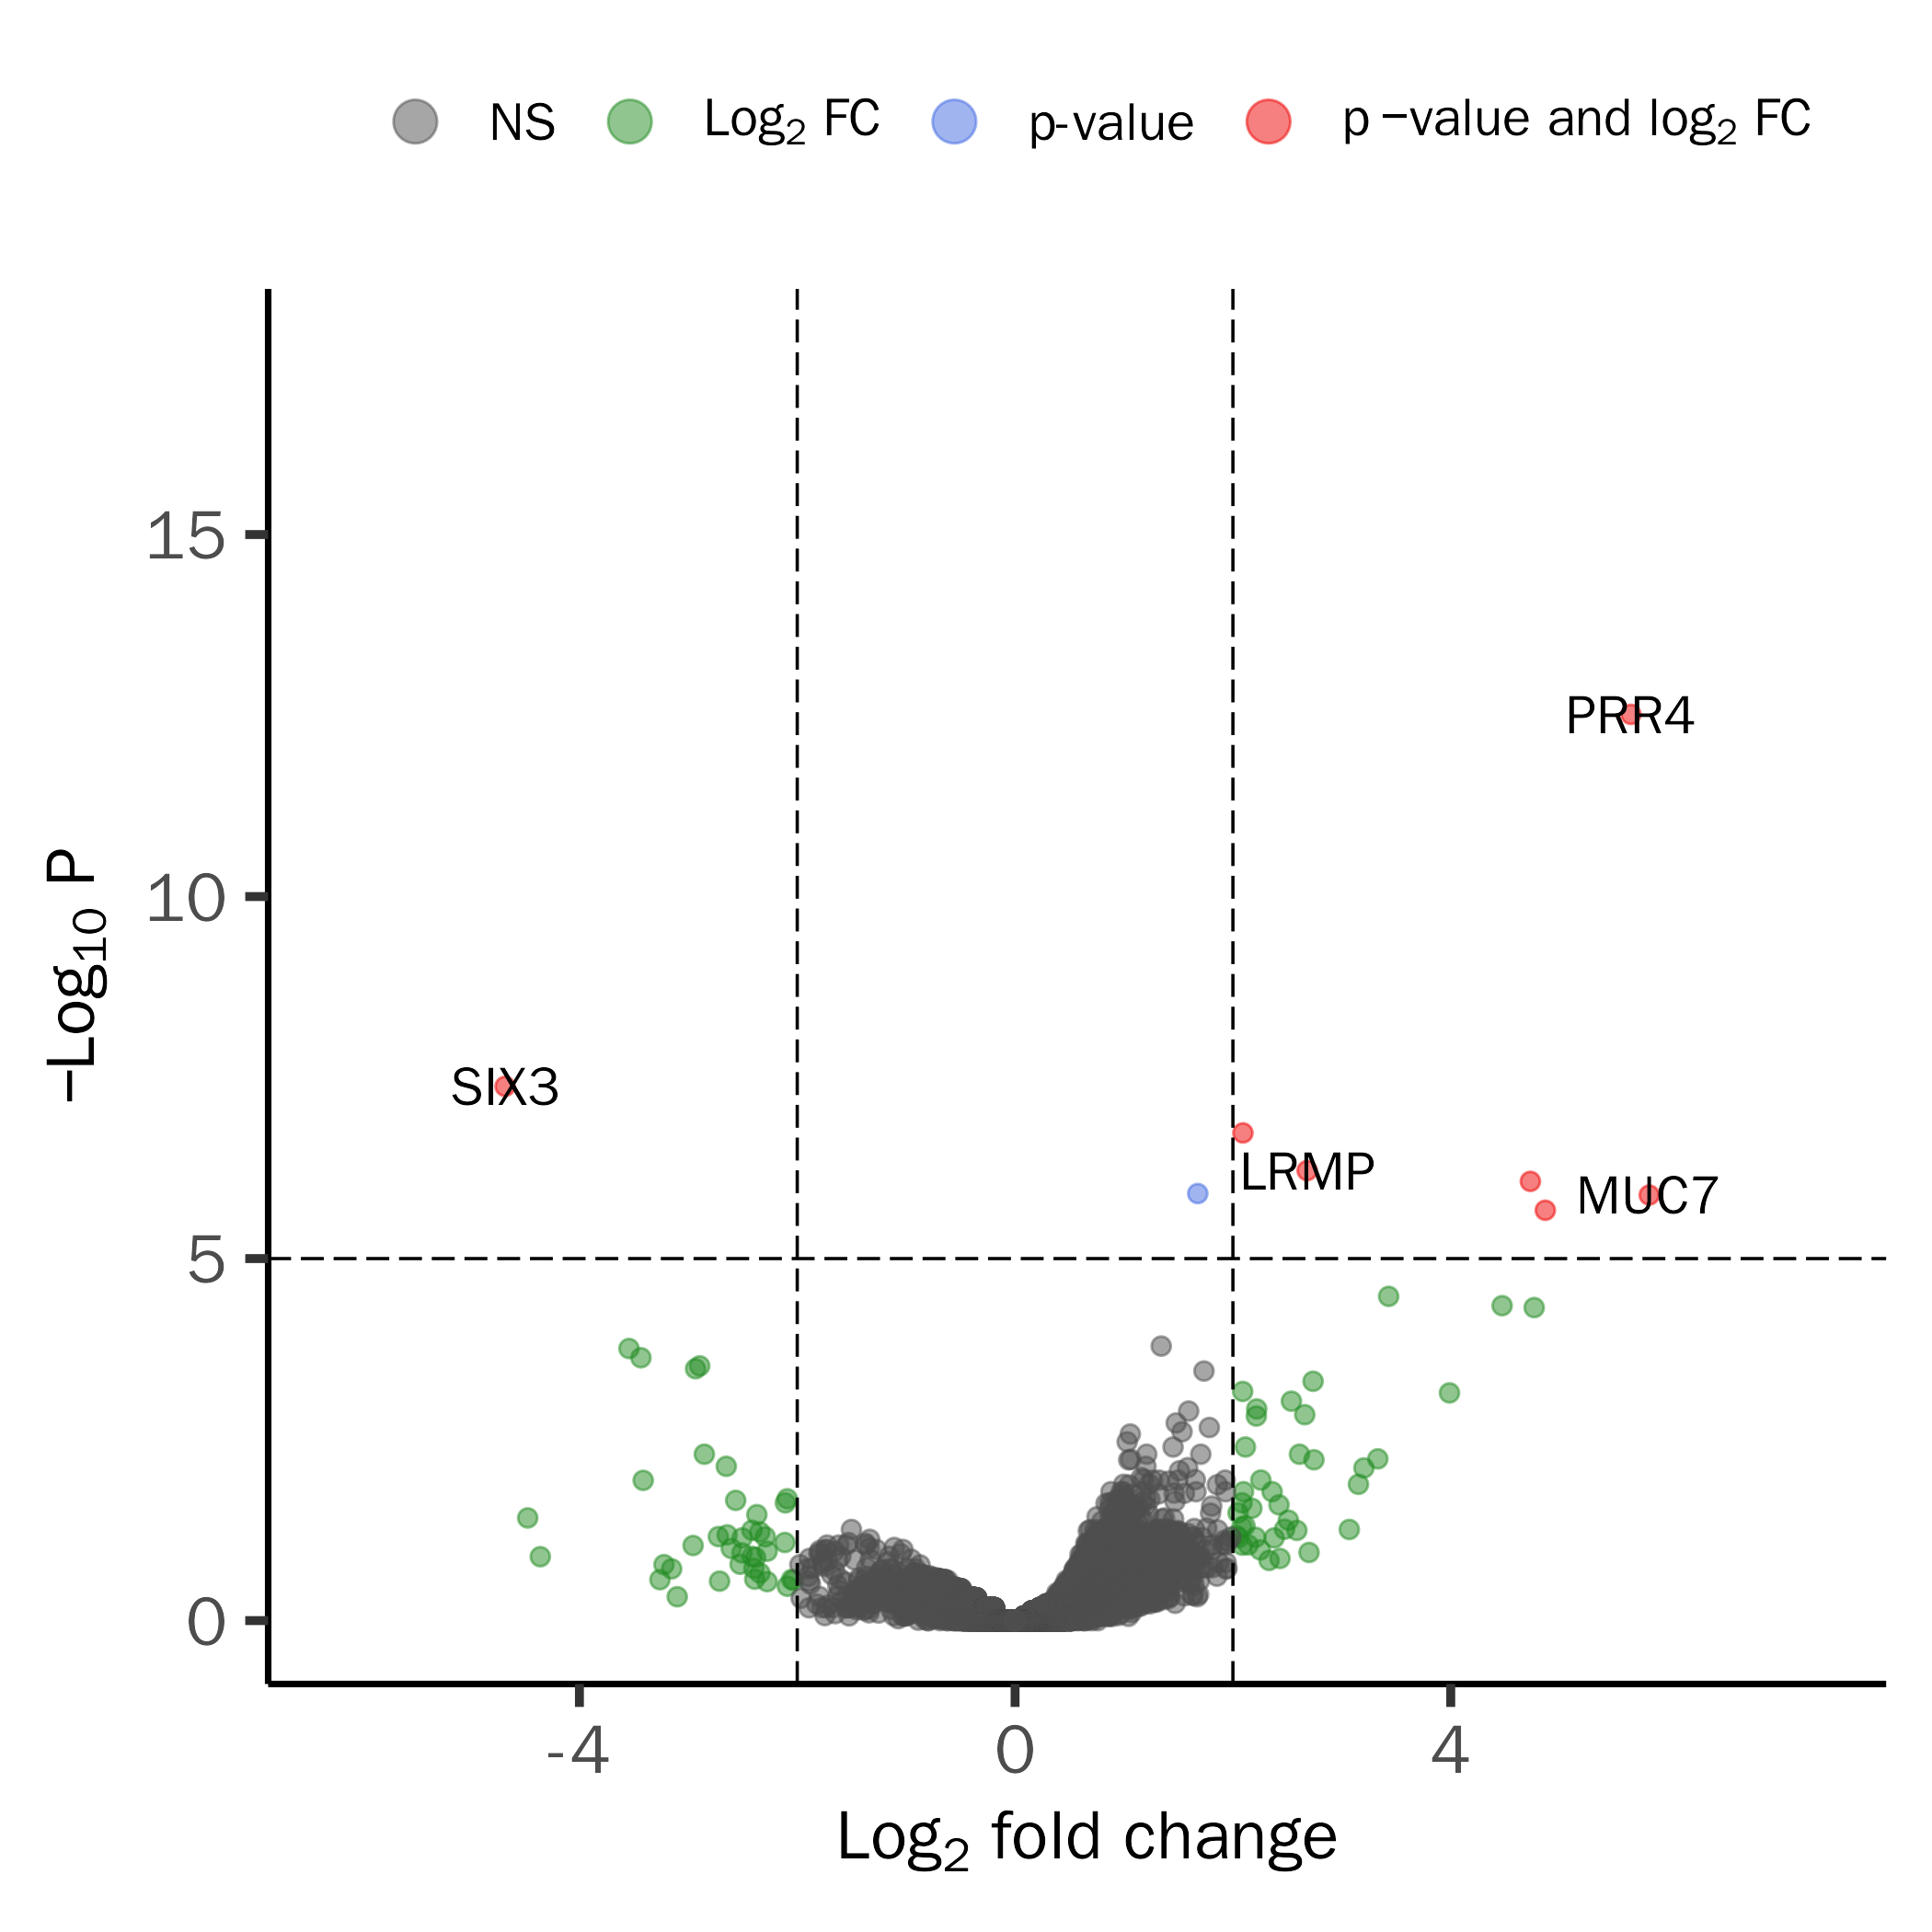 NS Log₂ FC p-value p −value and log₂ FC
15
PRR4
10
−Log₁₀ P
SIX3
LRMP
MUC7
5
0
-4 0 4
Log₂ fold change